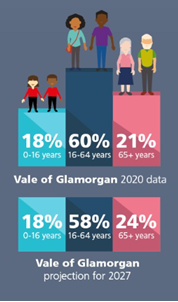 18% 60% 21%
0-16 years 16-64 years 65+ years
Vale of Glamorgan 2020 data
18% 58% 24%
0-16 years 16-64 years 65+ years
Vale of Glamorgan
projection for 2027